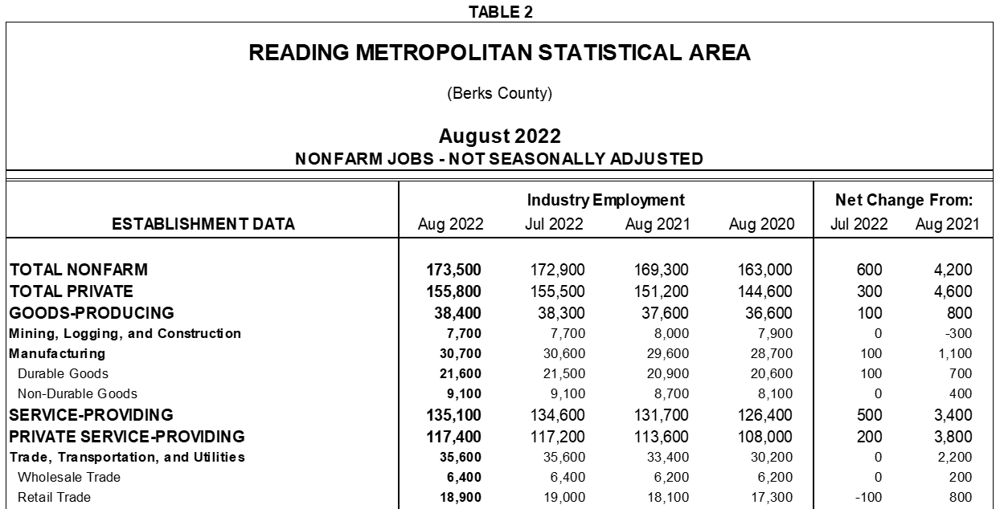 TABLE 2
READING METROPOLITAN STATISTICAL AREA
(Berks County)
August 2022
NONFARM JOBS - NOT SEASONALLY ADJUSTED
Industry Employment Net Change From:
ESTABLISHMENT DATA Aug 2022 Jul 2022 Aug 2021 Aug 2020 Jul 2022 Aug 2021
TOTAL NONFARM 173,500 172,900 169,300 163,000 600 4,200
TOTAL PRIVATE 155,800 155,500 151,200 144,600 300 4,600
GOODS-PRODUCING 38,400 38,300 37,600 36,600 100 800
Mining, Logging, and Construction 7,700 7,700 8,000 7,900 0 -300
Manufacturing 30,700 30,600 29,600 28,700 100 1,100
Durable Goods 21,600 21,500 20,900 20,600 100 700
Non-Durable Goods 9,100 9,100 8,700 8,100 0 400
SERVICE-PROVIDING 135,100 134,600 131,700 126,400 500 3,400
PRIVATE SERVICE-PROVIDING 117,400 117,200 113,600 108,000 200 3,800
Trade, Transportation, and Utilities 35,600 35,600 33,400 30,200 0 2,200
Wholesale Trade 6,400 6,400 6,200 6,200 0 200
Retail Trade 18,900 19,000 18,100 17,300 -100 800